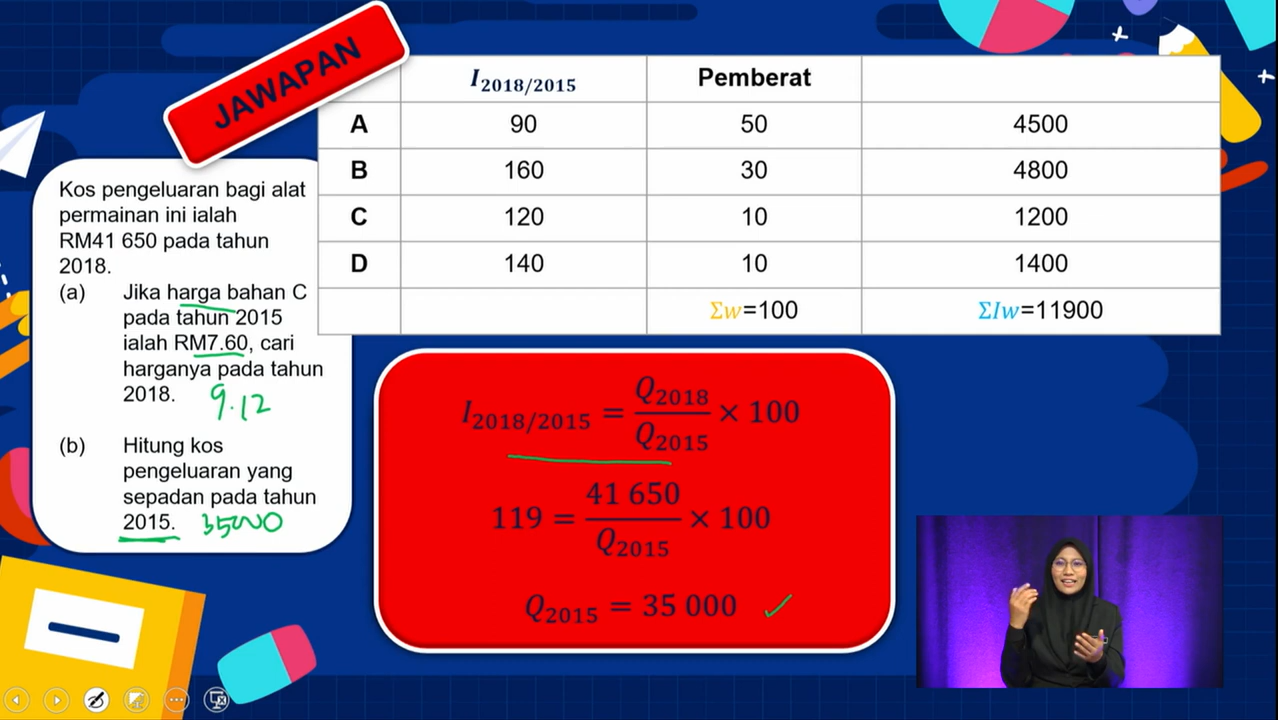 JAWAPAN
I2018/2015 Pemberat
A 90 50 4500
B 160 30 4800
C 120 10 1200
D 140 10 1400
Σw=100 ΣIw=11900
Kos pengeluaran bagi alat
permainan ini ialah
RM41 650 pada tahun
2018.
(a) Jika harga bahan C
pada tahun 2015
ialah RM7.60, cari
harganya pada tahun
2018. 9.12
(b) Hitung kos
pengeluaran yang
sepadan pada tahun
2015. 35000
I2018/2015 = Q2018/Q2015 × 100
119 = 41 650/Q2015 × 100
Q2015 = 35 000 ✓